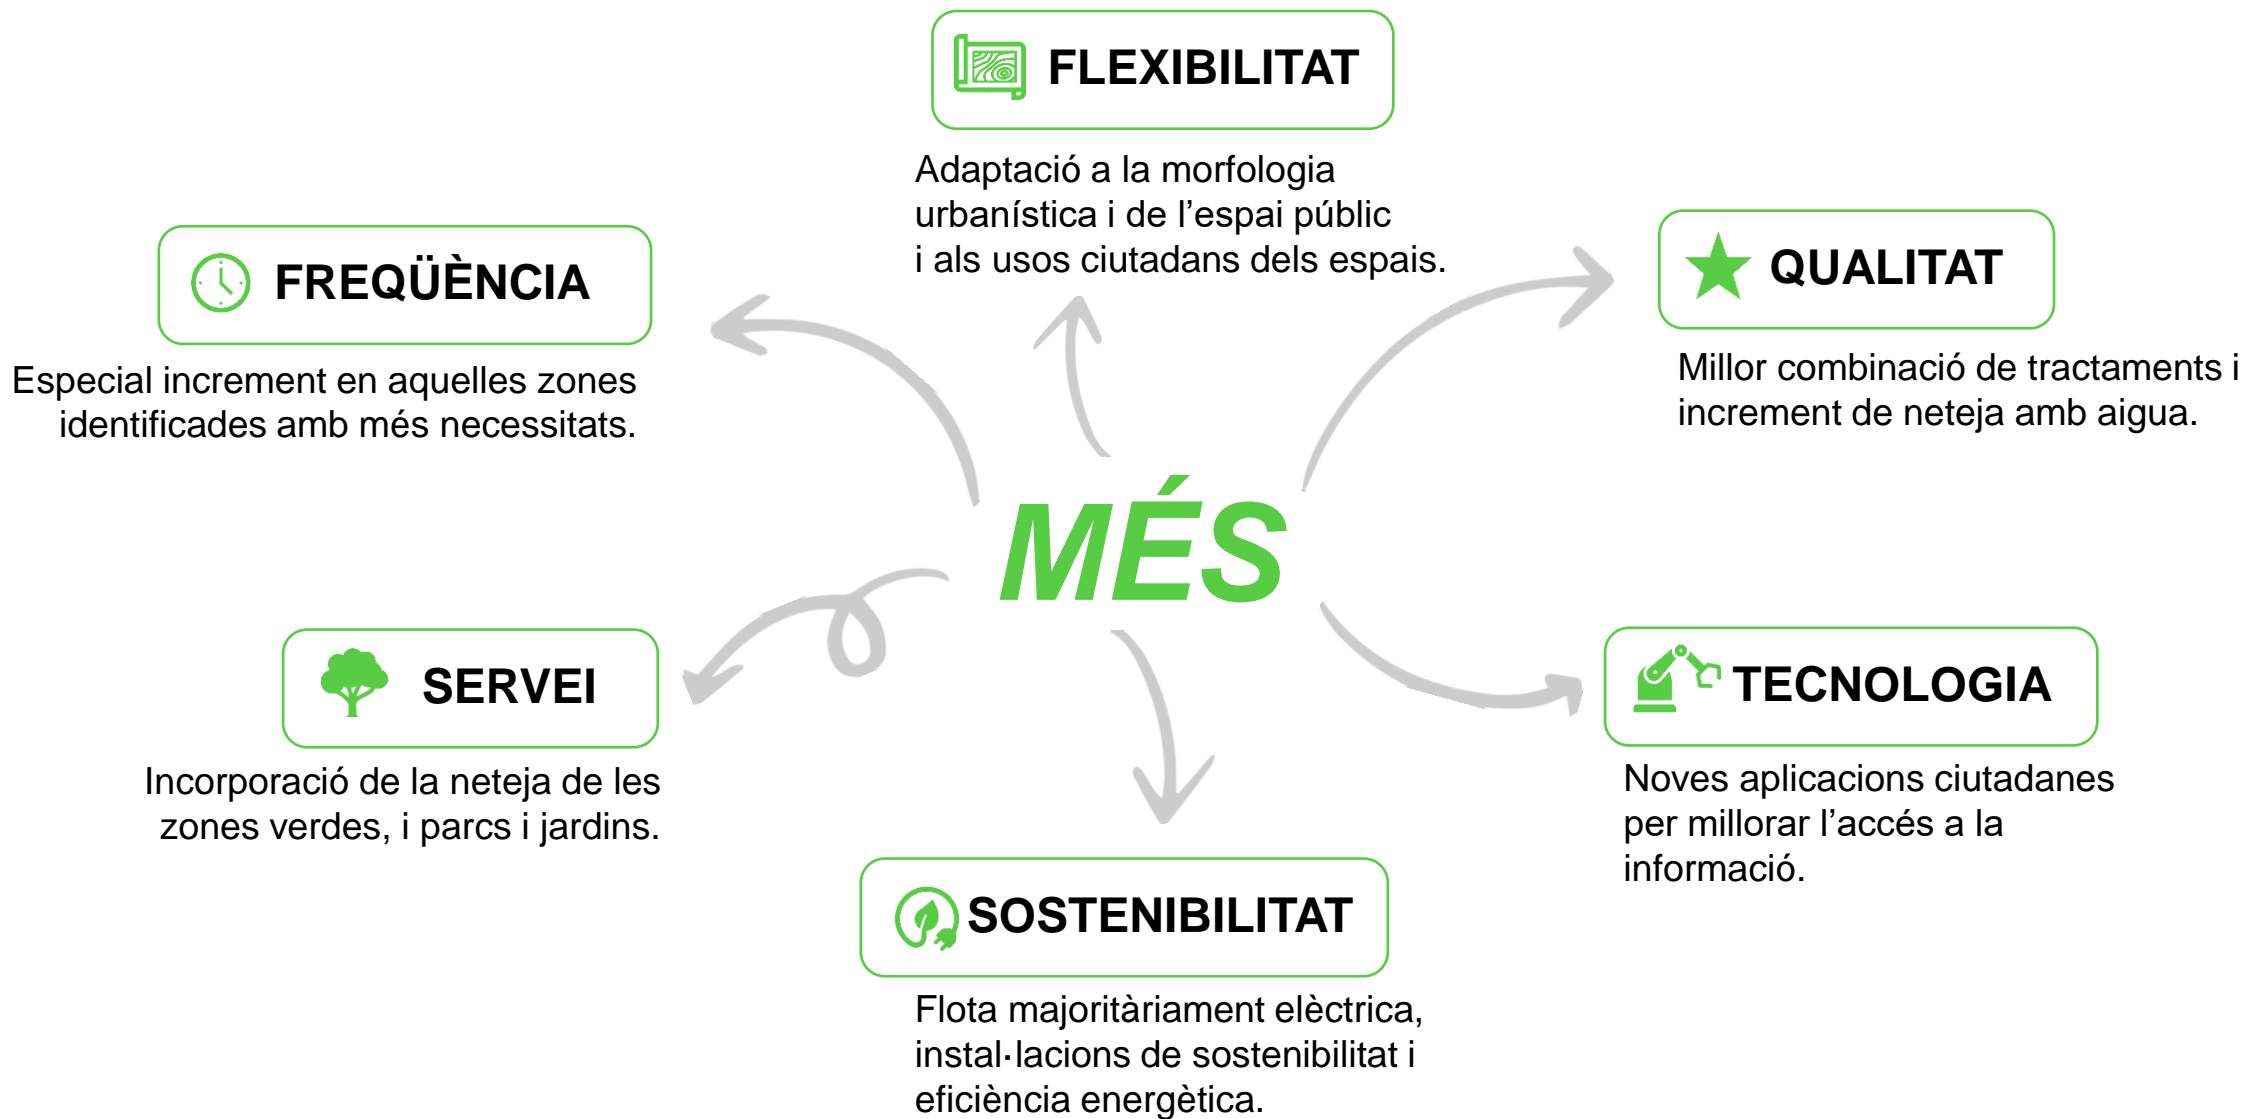 FLEXIBILITAT
Adaptació a la morfologia
urbanística i de l’espai públic
i als usos ciutadans dels espais.
FREQÜÈNCIA
Especial increment en aquelles zones
identificades amb més necessitats.
QUALITAT
Millor combinació de tractaments i
increment de neteja amb aigua.
MÉS
SERVEI
Incorporació de la neteja de les
zones verdes, i parcs i jardins.
TECNOLOGIA
Noves aplicacions ciutadanes
per millorar l’accés a la
informació.
SOSTENIBILITAT
Flota majoritàriament elèctrica,
instal·lacions de sostenibilitat i
eficiència energètica.